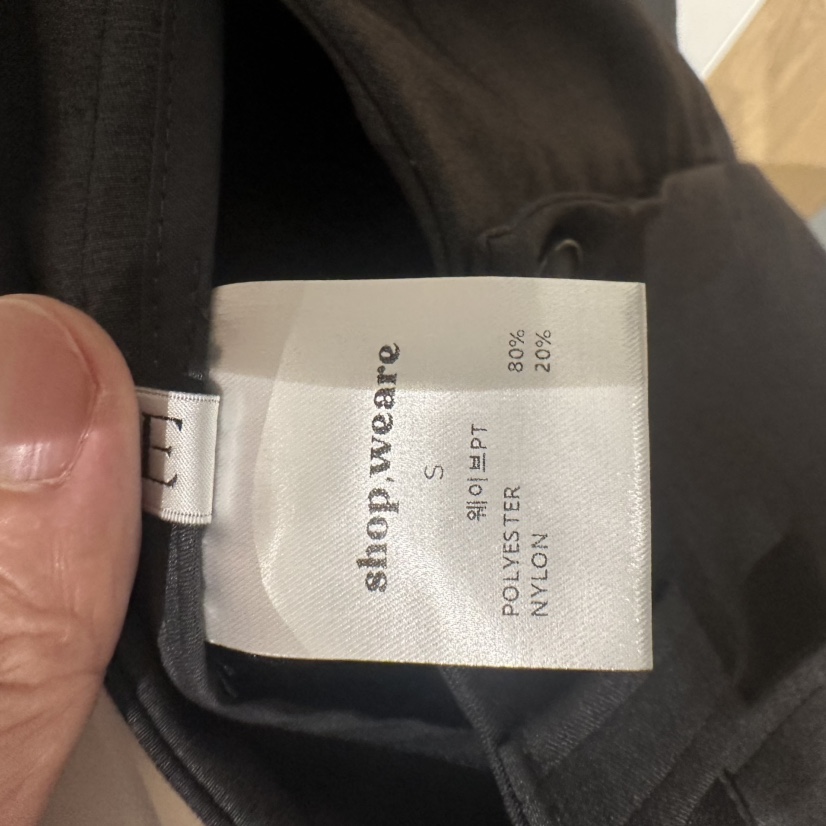 shop,weare
S
웨이브PT
POLYESTER 80%
NYLON 20%